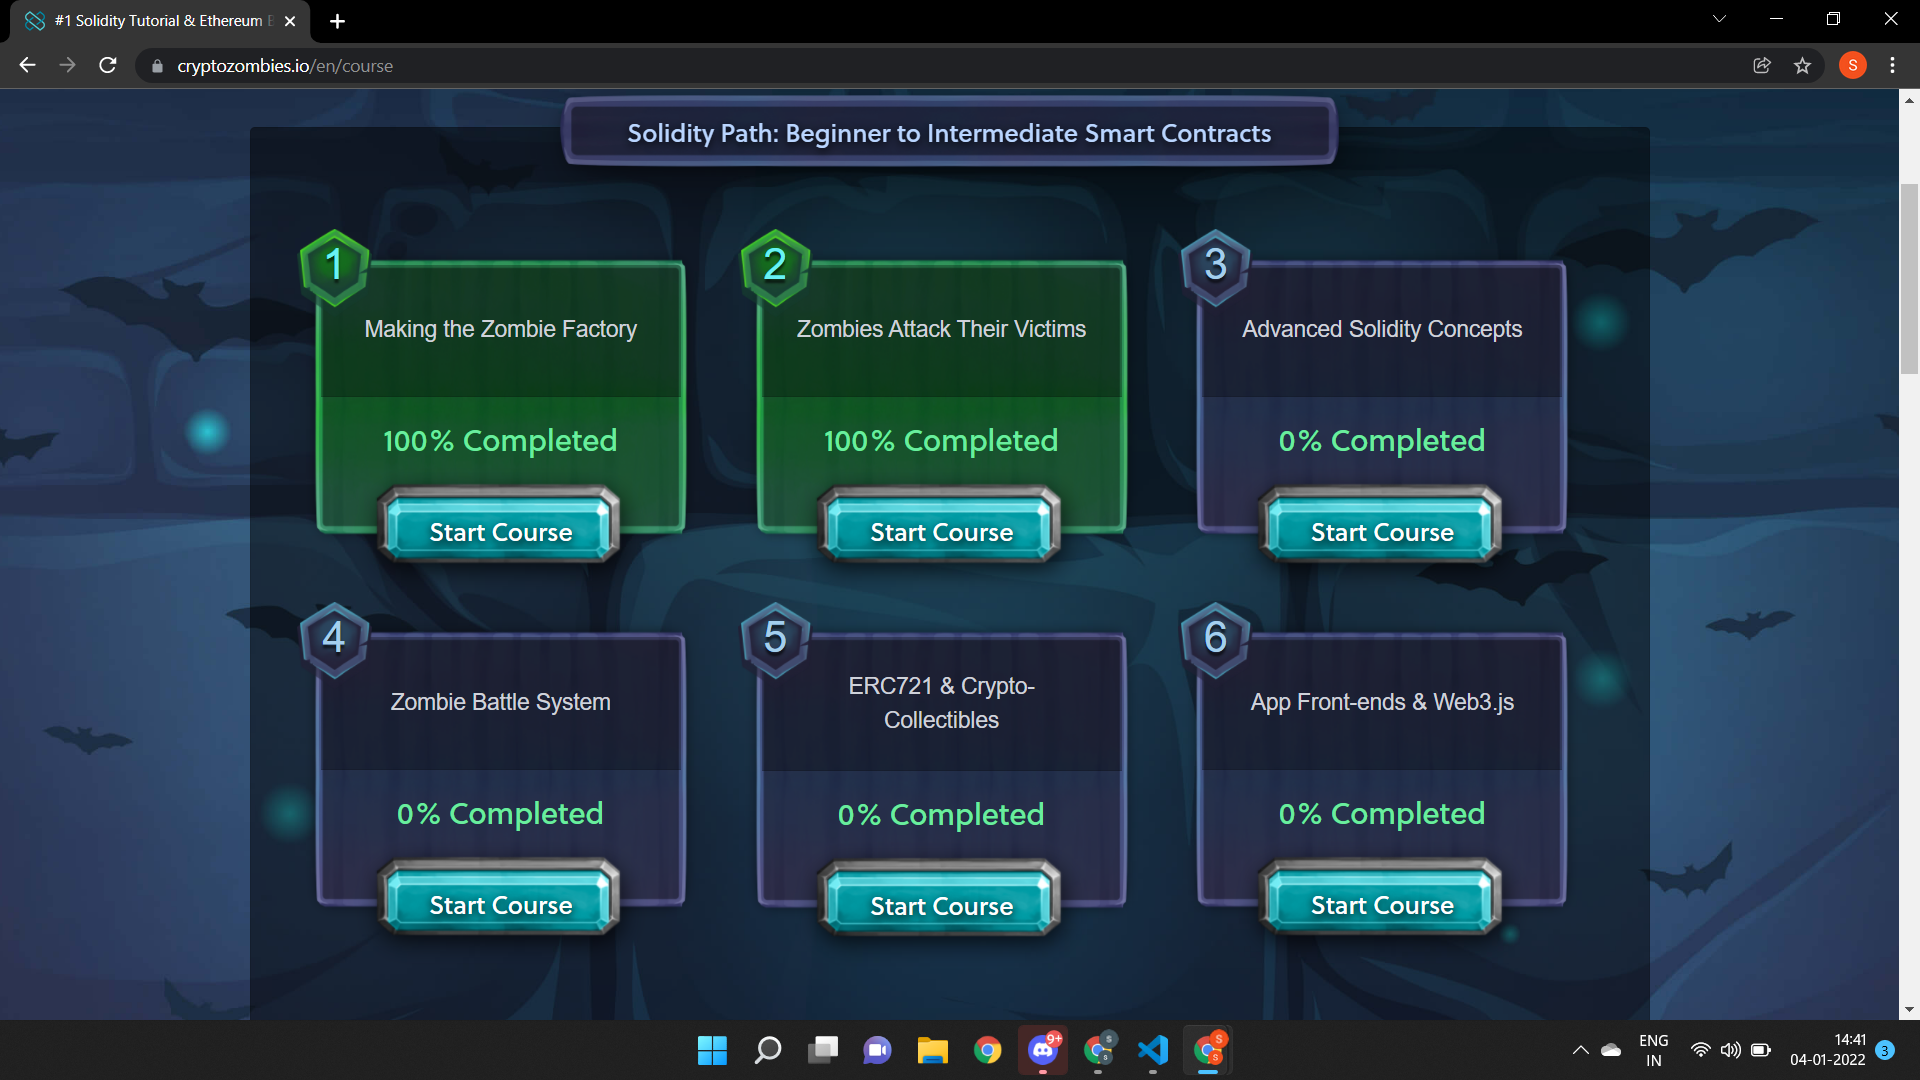 #1 Solidity Tutorial & Ethereum
cryptozombies.io/en/course
S
Solidity Path: Beginner to Intermediate Smart Contracts
1
2
3
Making the Zombie Factory
Zombies Attack Their Victims
Advanced Solidity Concepts
100% Completed
100% Completed
0% Completed
Start Course
Start Course
Start Course
4
5
6
Zombie Battle System
ERC721 & Crypto-
Collectibles
App Front-ends & Web3.js
0% Completed
0% Completed
0% Completed
Start Course
Start Course
Start Course
9+
S
S
S
S
ENG
IN
14:41
04-01-2022
3